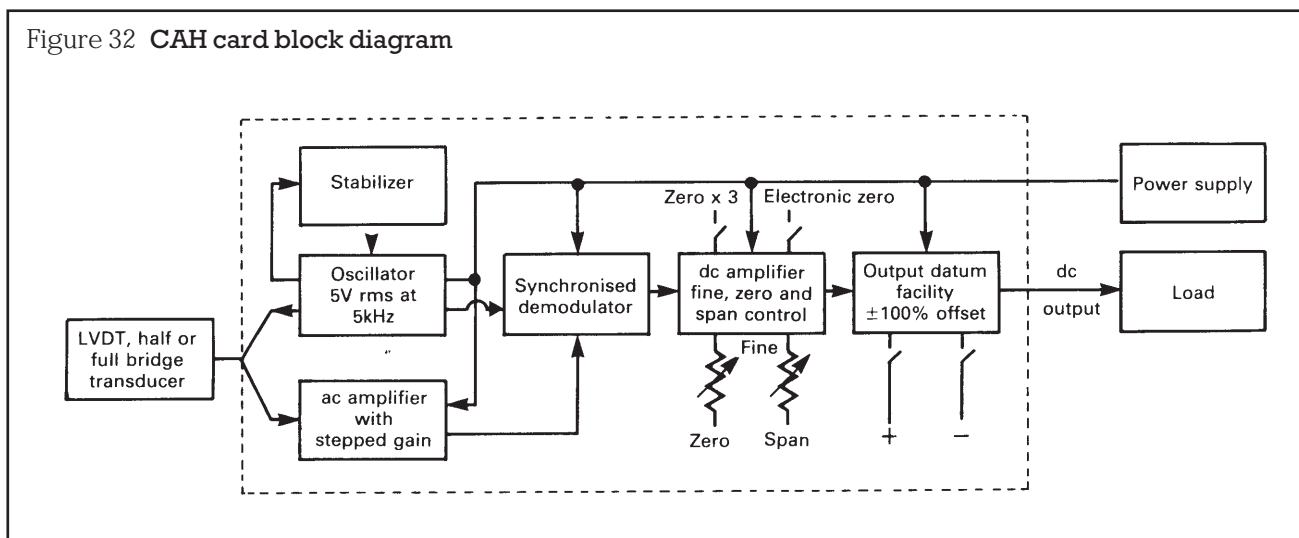 Figure 32 CAH card block diagram
Stabilizer
Power supply
Zero x 3
Electronic zero
Oscillator
5V rms at
5kHz
Synchronised
demodulator
dc amplifier
fine, zero and
span control
Output datum
facility
±100% offset
dc
output
Load
LVDT, half or
full bridge
transducer
ac amplifier
with
stepped gain
Fine
Zero
Span
+
−